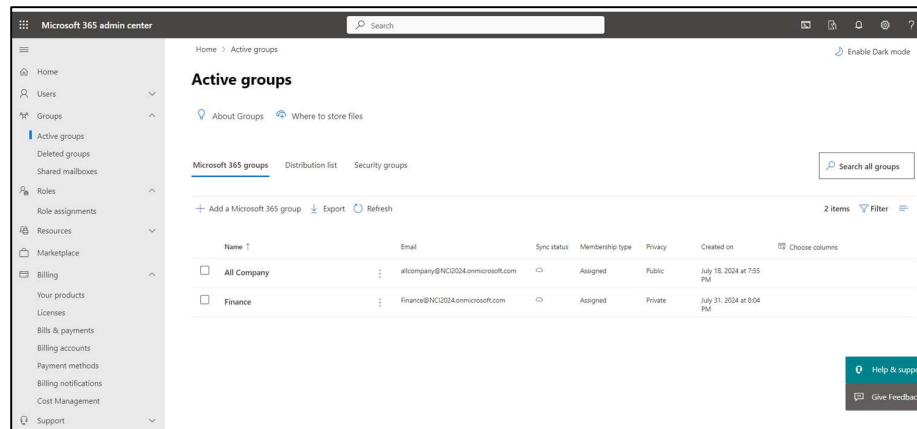 Microsoft 365 admin center
Search
?
Home > Active groups
Enable Dark mode
Home
Users
Groups
Active groups
Deleted groups
Shared mailboxes
Roles
Role assignments
Resources
Marketplace
Billing
Your products
Licenses
Bills & payments
Billing accounts
Payment methods
Billing notifications
Cost Management
Support
Active groups
About Groups Where to store files
Microsoft 365 groups Distribution list Security groups
Search all groups
Add a Microsoft 365 group Export Refresh
2 items Filter
Name ↑ Email Sync status Membership type Privacy Created on Choose columns
All Company allcompany@NCI2024.onmicrosoft.com Assigned Public July 18, 2024 at 7:55
PM
Finance Finance@NCI2024.onmicrosoft.com Assigned Private July 31, 2024 at 8:04
PM
Help & suppo
Give Feedbac